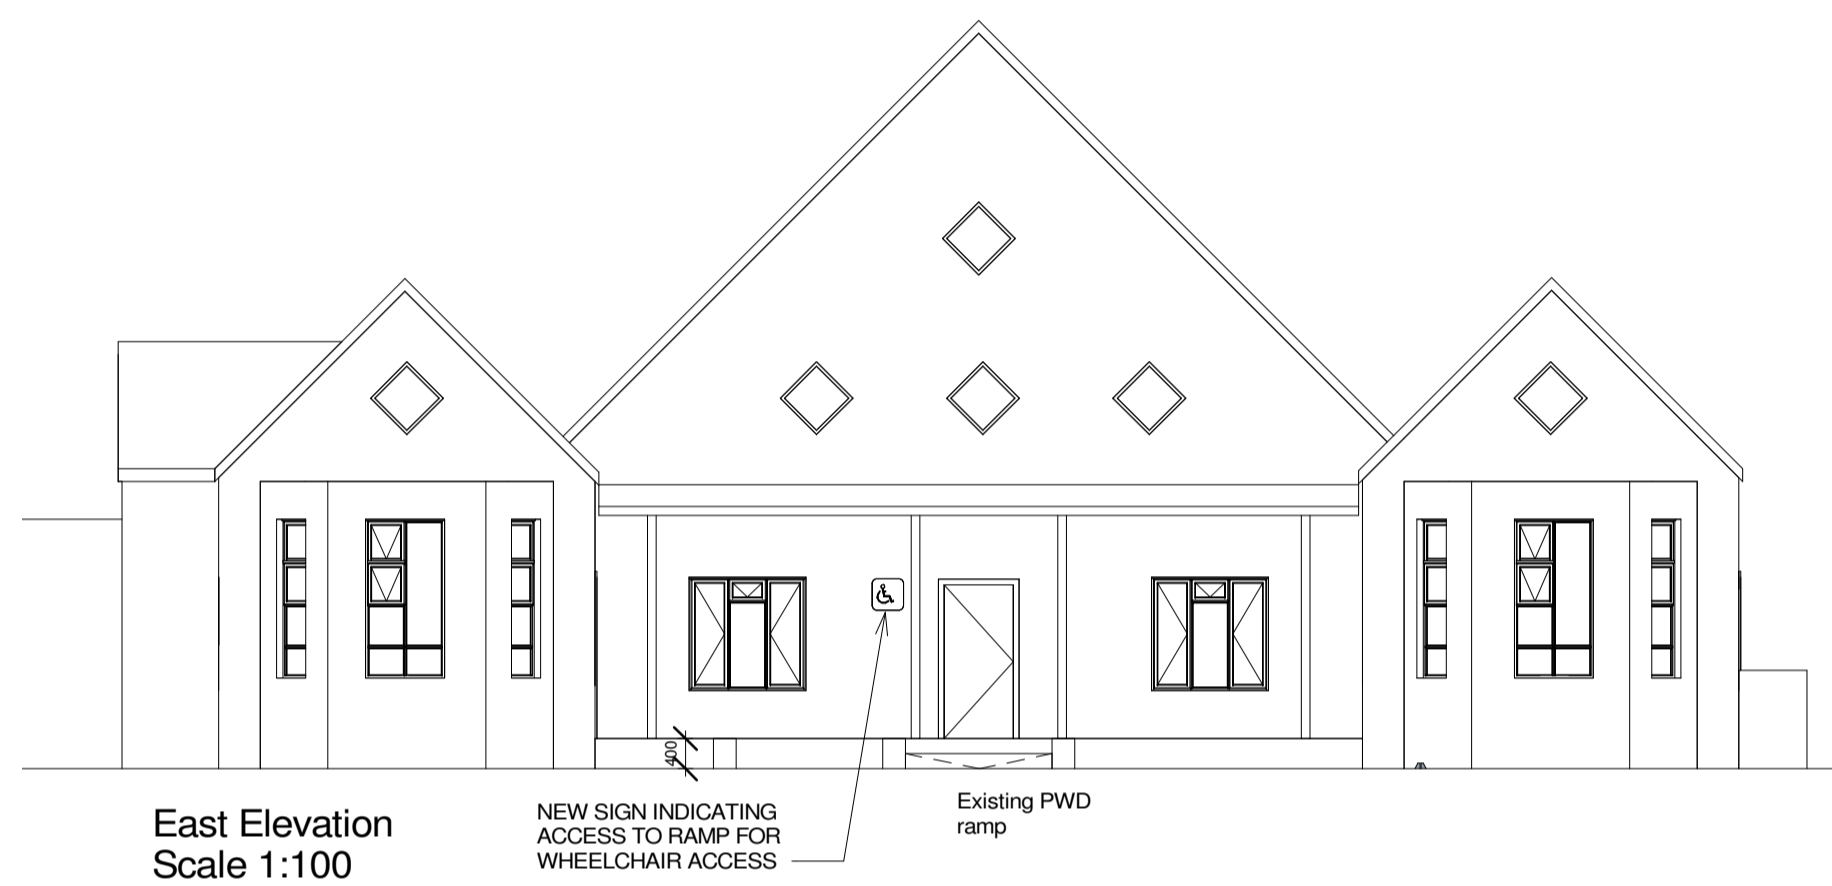 400
East Elevation
Scale 1:100
NEW SIGN INDICATING
ACCESS TO RAMP FOR
WHEELCHAIR ACCESS
Existing PWD
ramp